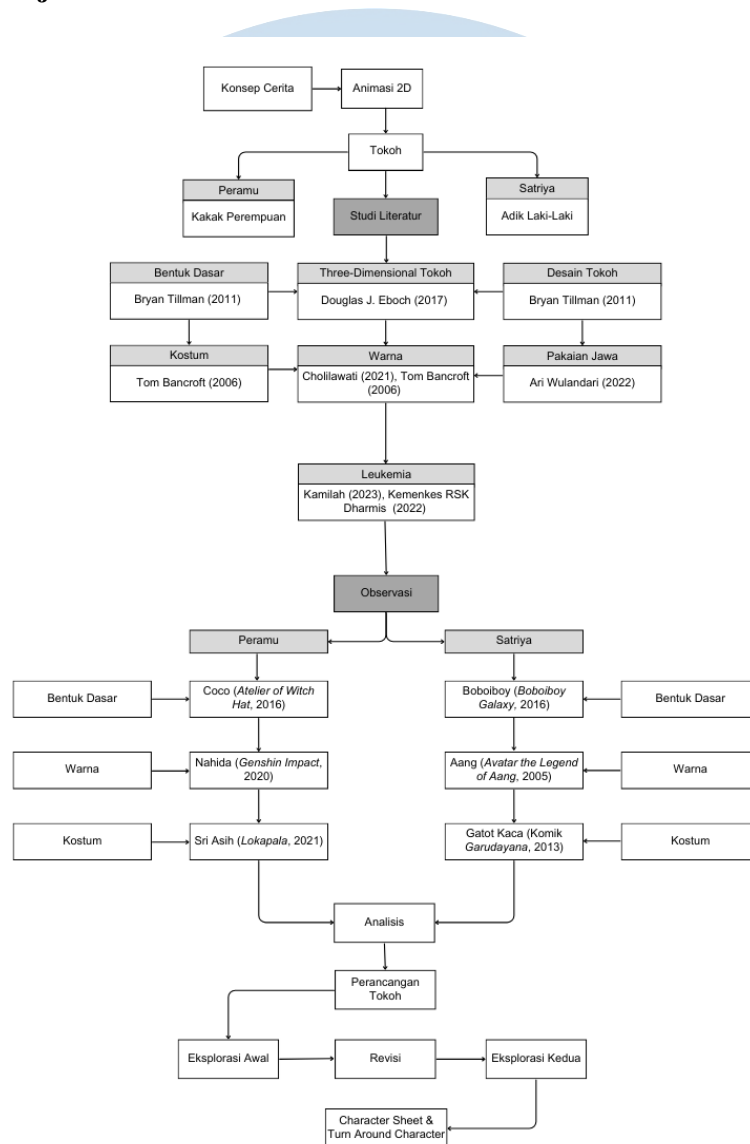 Konsep Cerita
Animasi 2D
Tokoh
Peramu
Kakak Perempuan
Studi Literatur
Satriya
Adik Laki-Laki
Bentuk Dasar
Bryan Tillman (2011)
Three-Dimensional Tokoh
Douglas J. Eboch (2017)
Desain Tokoh
Bryan Tillman (2011)
Kostum
Tom Bancroft (2006)
Warna
Cholilawati (2021), Tom Bancroft
(2006)
Pakaian Jawa
Ari Wulandari (2022)
Leukemia
Kamilah (2023), Kemenkes RSK
Dharmis (2022)
Observasi
Peramu
Satriya
Bentuk Dasar
Coco (Atelier of Witch
Hat, 2016)
Boboiboy (Boboiboy
Galaxy, 2016)
Bentuk Dasar
Warna
Nahida (Genshin Impact,
2020)
Aang (Avatar the Legend
of Aang, 2005)
Warna
Kostum
Sri Asih (Lokapala, 2021)
Gatot Kaca (Komik
Garudayana, 2013)
Kostum
Analisis
Perancangan
Tokoh
Eksplorasi Awal
Revisi
Eksplorasi Kedua
Character Sheet &
Turn Around Character